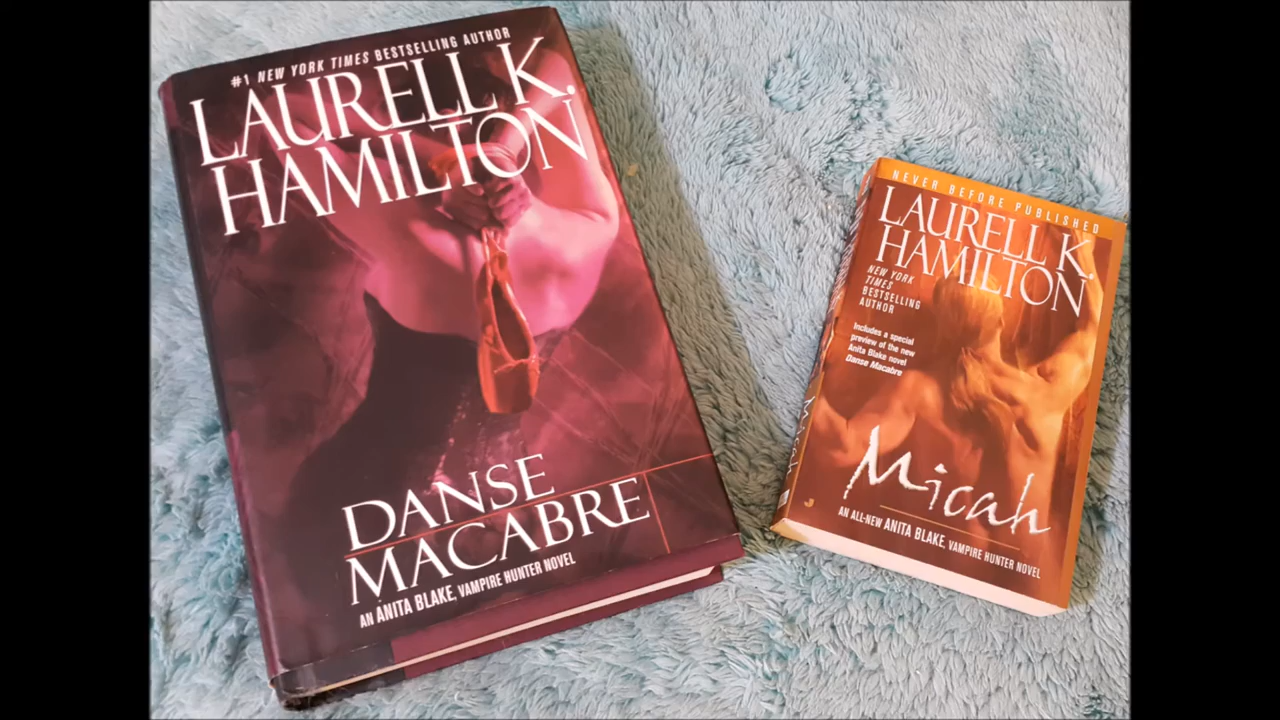 #1 NEW YORK TIMES BESTSELLING AUTHOR
LAURELL K.
HAMILTON
DANSE
MACABRE
AN ANITA BLAKE, VAMPIRE HUNTER NOVEL
NEVER BEFORE PUBLISHED
LAURELL K.
HAMILTON
NEW YORK
TIMES
BESTSELLING
AUTHOR
Includes a special
preview of the new
Anita Blake novel
Danse Macabre
Micah
AN ALL-NEW ANITA BLAKE, VAMPIRE HUNTER NOVEL
Micah